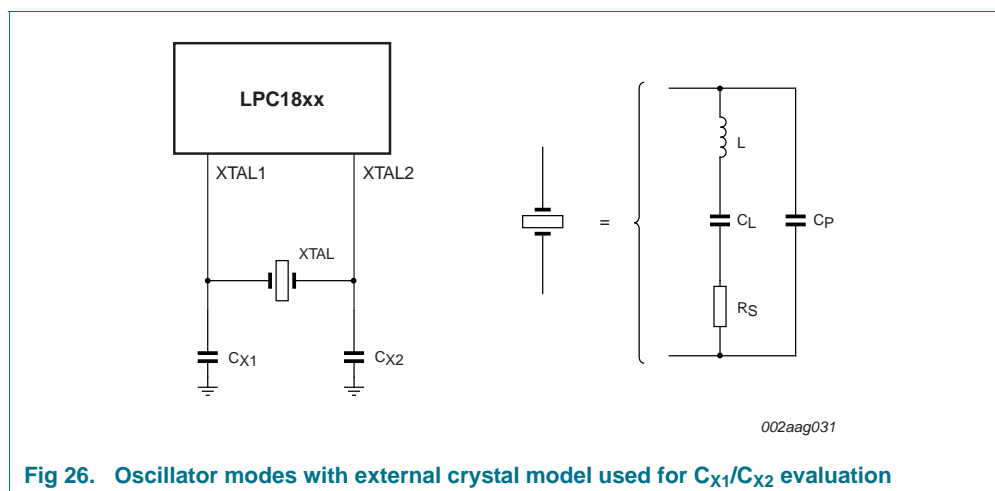 LPC18xx
XTAL1
XTAL2
XTAL
CX1
CX2
=
L
CL
CP
RS
002aag031
Fig 26. Oscillator modes with external crystal model used for CX1/CX2 evaluation